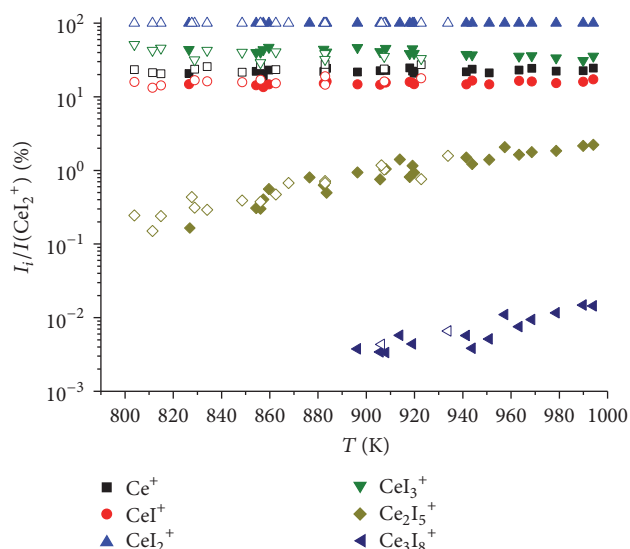 10²
10¹
10⁰
10⁻¹
10⁻²
10⁻³
Iᵢ/I(CeI₂⁺) (%)
800 820 840 860 880 900 920 940 960 980 1000
T (K)
Ce⁺ CeI₃⁺
CeI⁺ Ce₂I₅⁺
CeI₂⁺ Ce₃I₈⁺